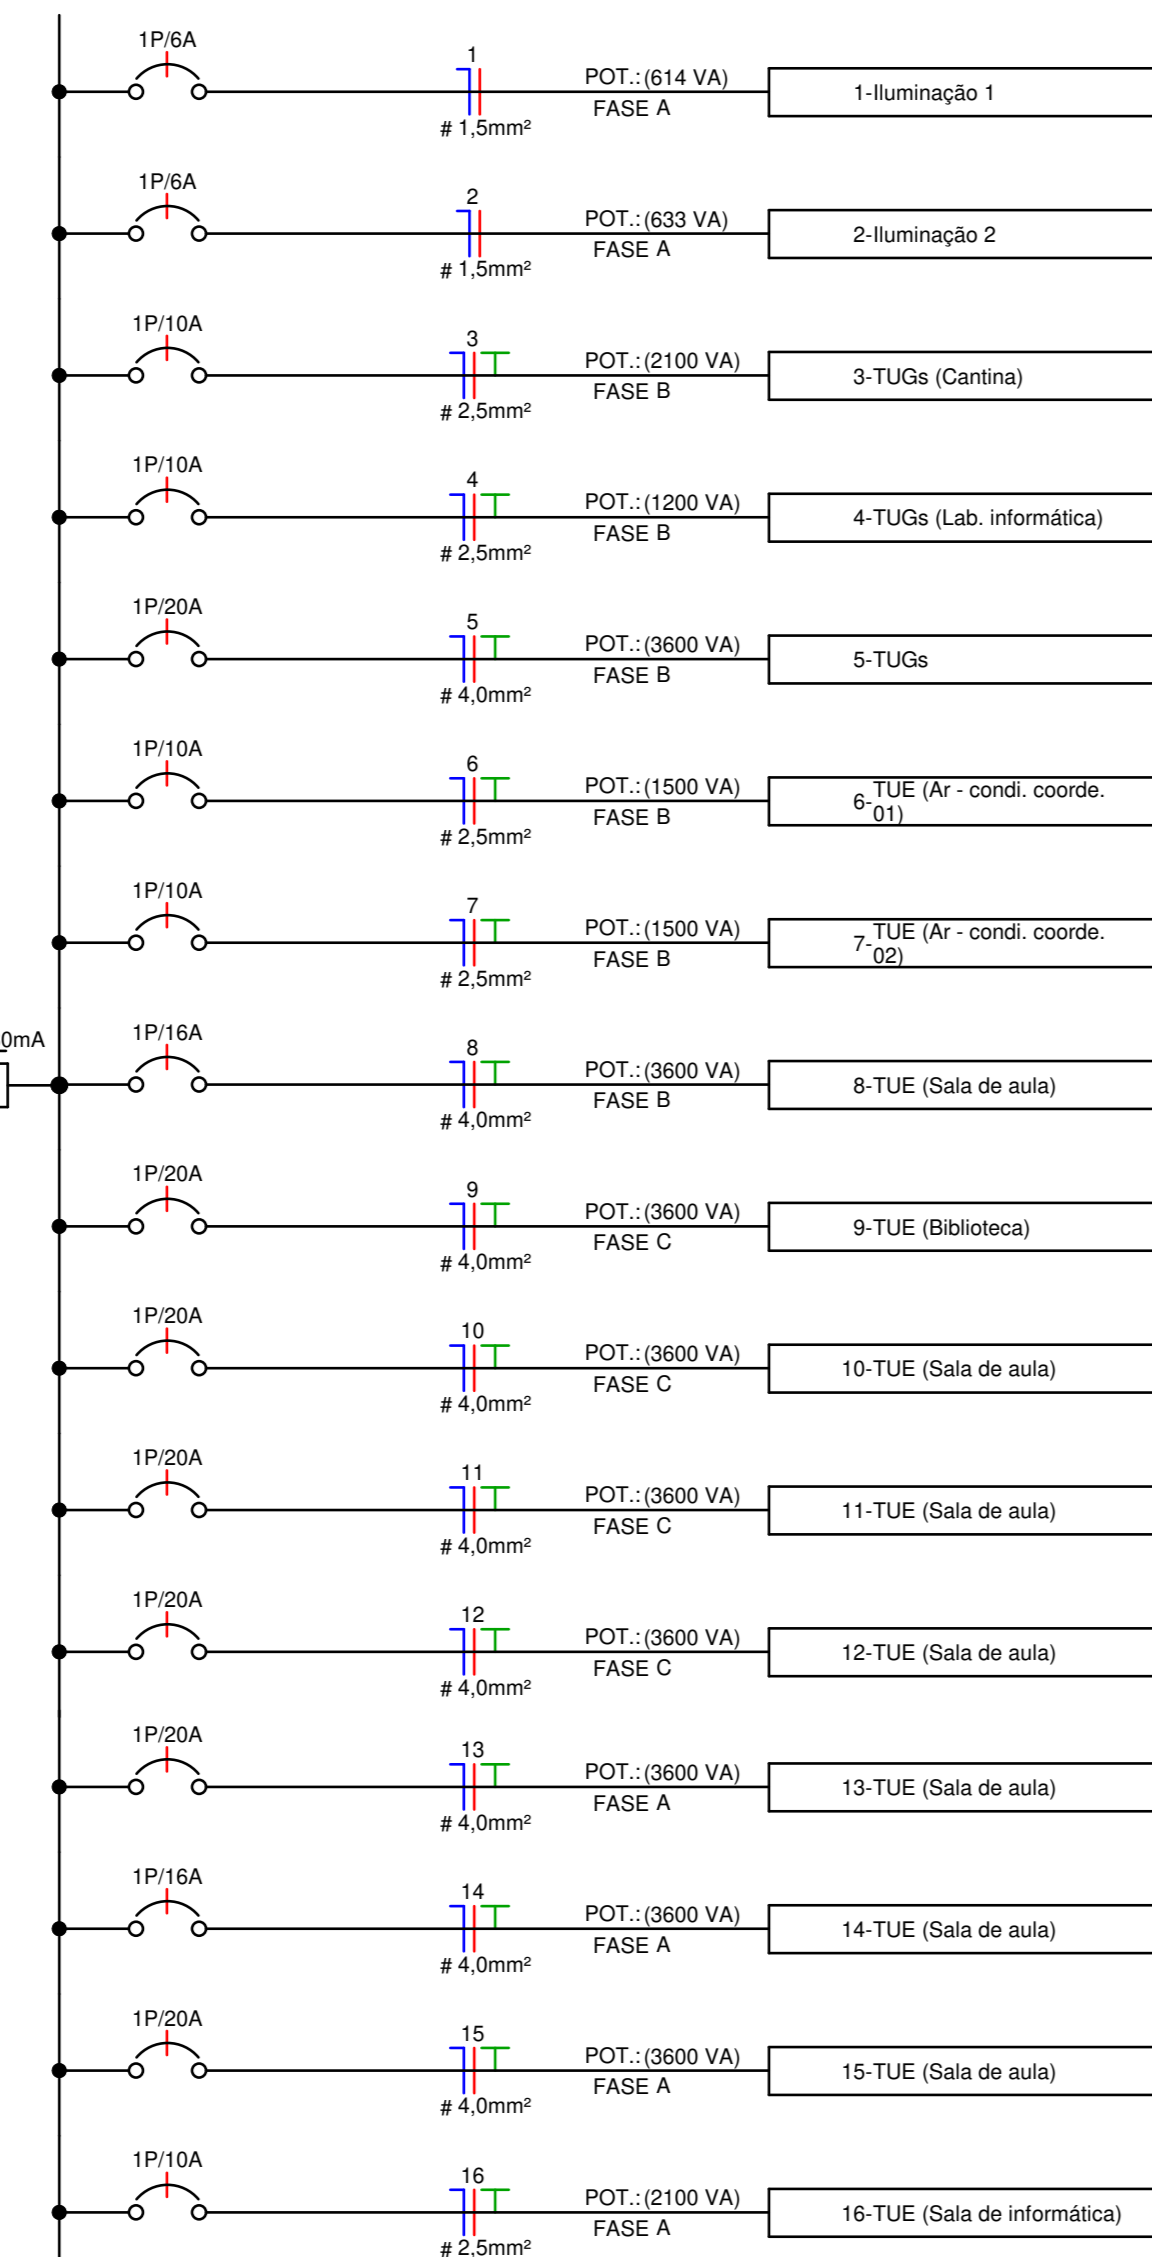 1P/6A
1
POT.: (614 VA)
FASE A
# 1,5mm²
1-Iluminação 1
1P/6A
2
POT.: (633 VA)
FASE A
# 1,5mm²
2-Iluminação 2
1P/10A
3
POT.: (2100 VA)
FASE B
# 2,5mm²
3-TUGs (Cantina)
1P/10A
4
POT.: (1200 VA)
FASE B
# 2,5mm²
4-TUGs (Lab. informática)
1P/20A
5
POT.: (3600 VA)
FASE B
# 4,0mm²
5-TUGs
1P/10A
6
POT.: (1500 VA)
FASE B
# 2,5mm²
6-TUE (Ar - condi. coorde.
01)
1P/10A
7
POT.: (1500 VA)
FASE B
# 2,5mm²
7-TUE (Ar - condi. coorde.
02)
0mA
1P/16A
8
POT.: (3600 VA)
FASE B
# 4,0mm²
8-TUE (Sala de aula)
1P/20A
9
POT.: (3600 VA)
FASE C
# 4,0mm²
9-TUE (Biblioteca)
1P/20A
10
POT.: (3600 VA)
FASE C
# 4,0mm²
10-TUE (Sala de aula)
1P/20A
11
POT.: (3600 VA)
FASE C
# 4,0mm²
11-TUE (Sala de aula)
1P/20A
12
POT.: (3600 VA)
FASE C
# 4,0mm²
12-TUE (Sala de aula)
1P/20A
13
POT.: (3600 VA)
FASE A
# 4,0mm²
13-TUE (Sala de aula)
1P/16A
14
POT.: (3600 VA)
FASE A
# 4,0mm²
14-TUE (Sala de aula)
1P/20A
15
POT.: (3600 VA)
FASE A
# 4,0mm²
15-TUE (Sala de aula)
1P/10A
16
POT.: (2100 VA)
FASE A
# 2,5mm²
16-TUE (Sala de informática)